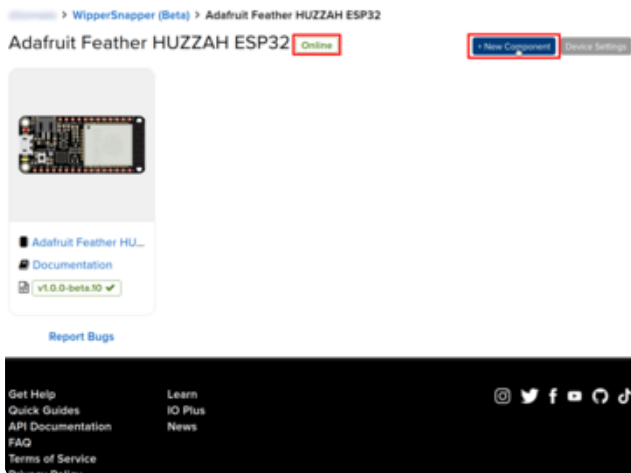 > WipperSnapper (Beta) > Adafruit Feather HUZZAH ESP32
Adafruit Feather HUZZAH ESP32 Online
+ New Component Device Settings
Adafruit Feather HU...
Documentation
v1.0.0-beta.10 ✔
Report Bugs
Get Help
Quick Guides
API Documentation
FAQ
Terms of Service
Privacy Policy
Learn
IO Plus
News